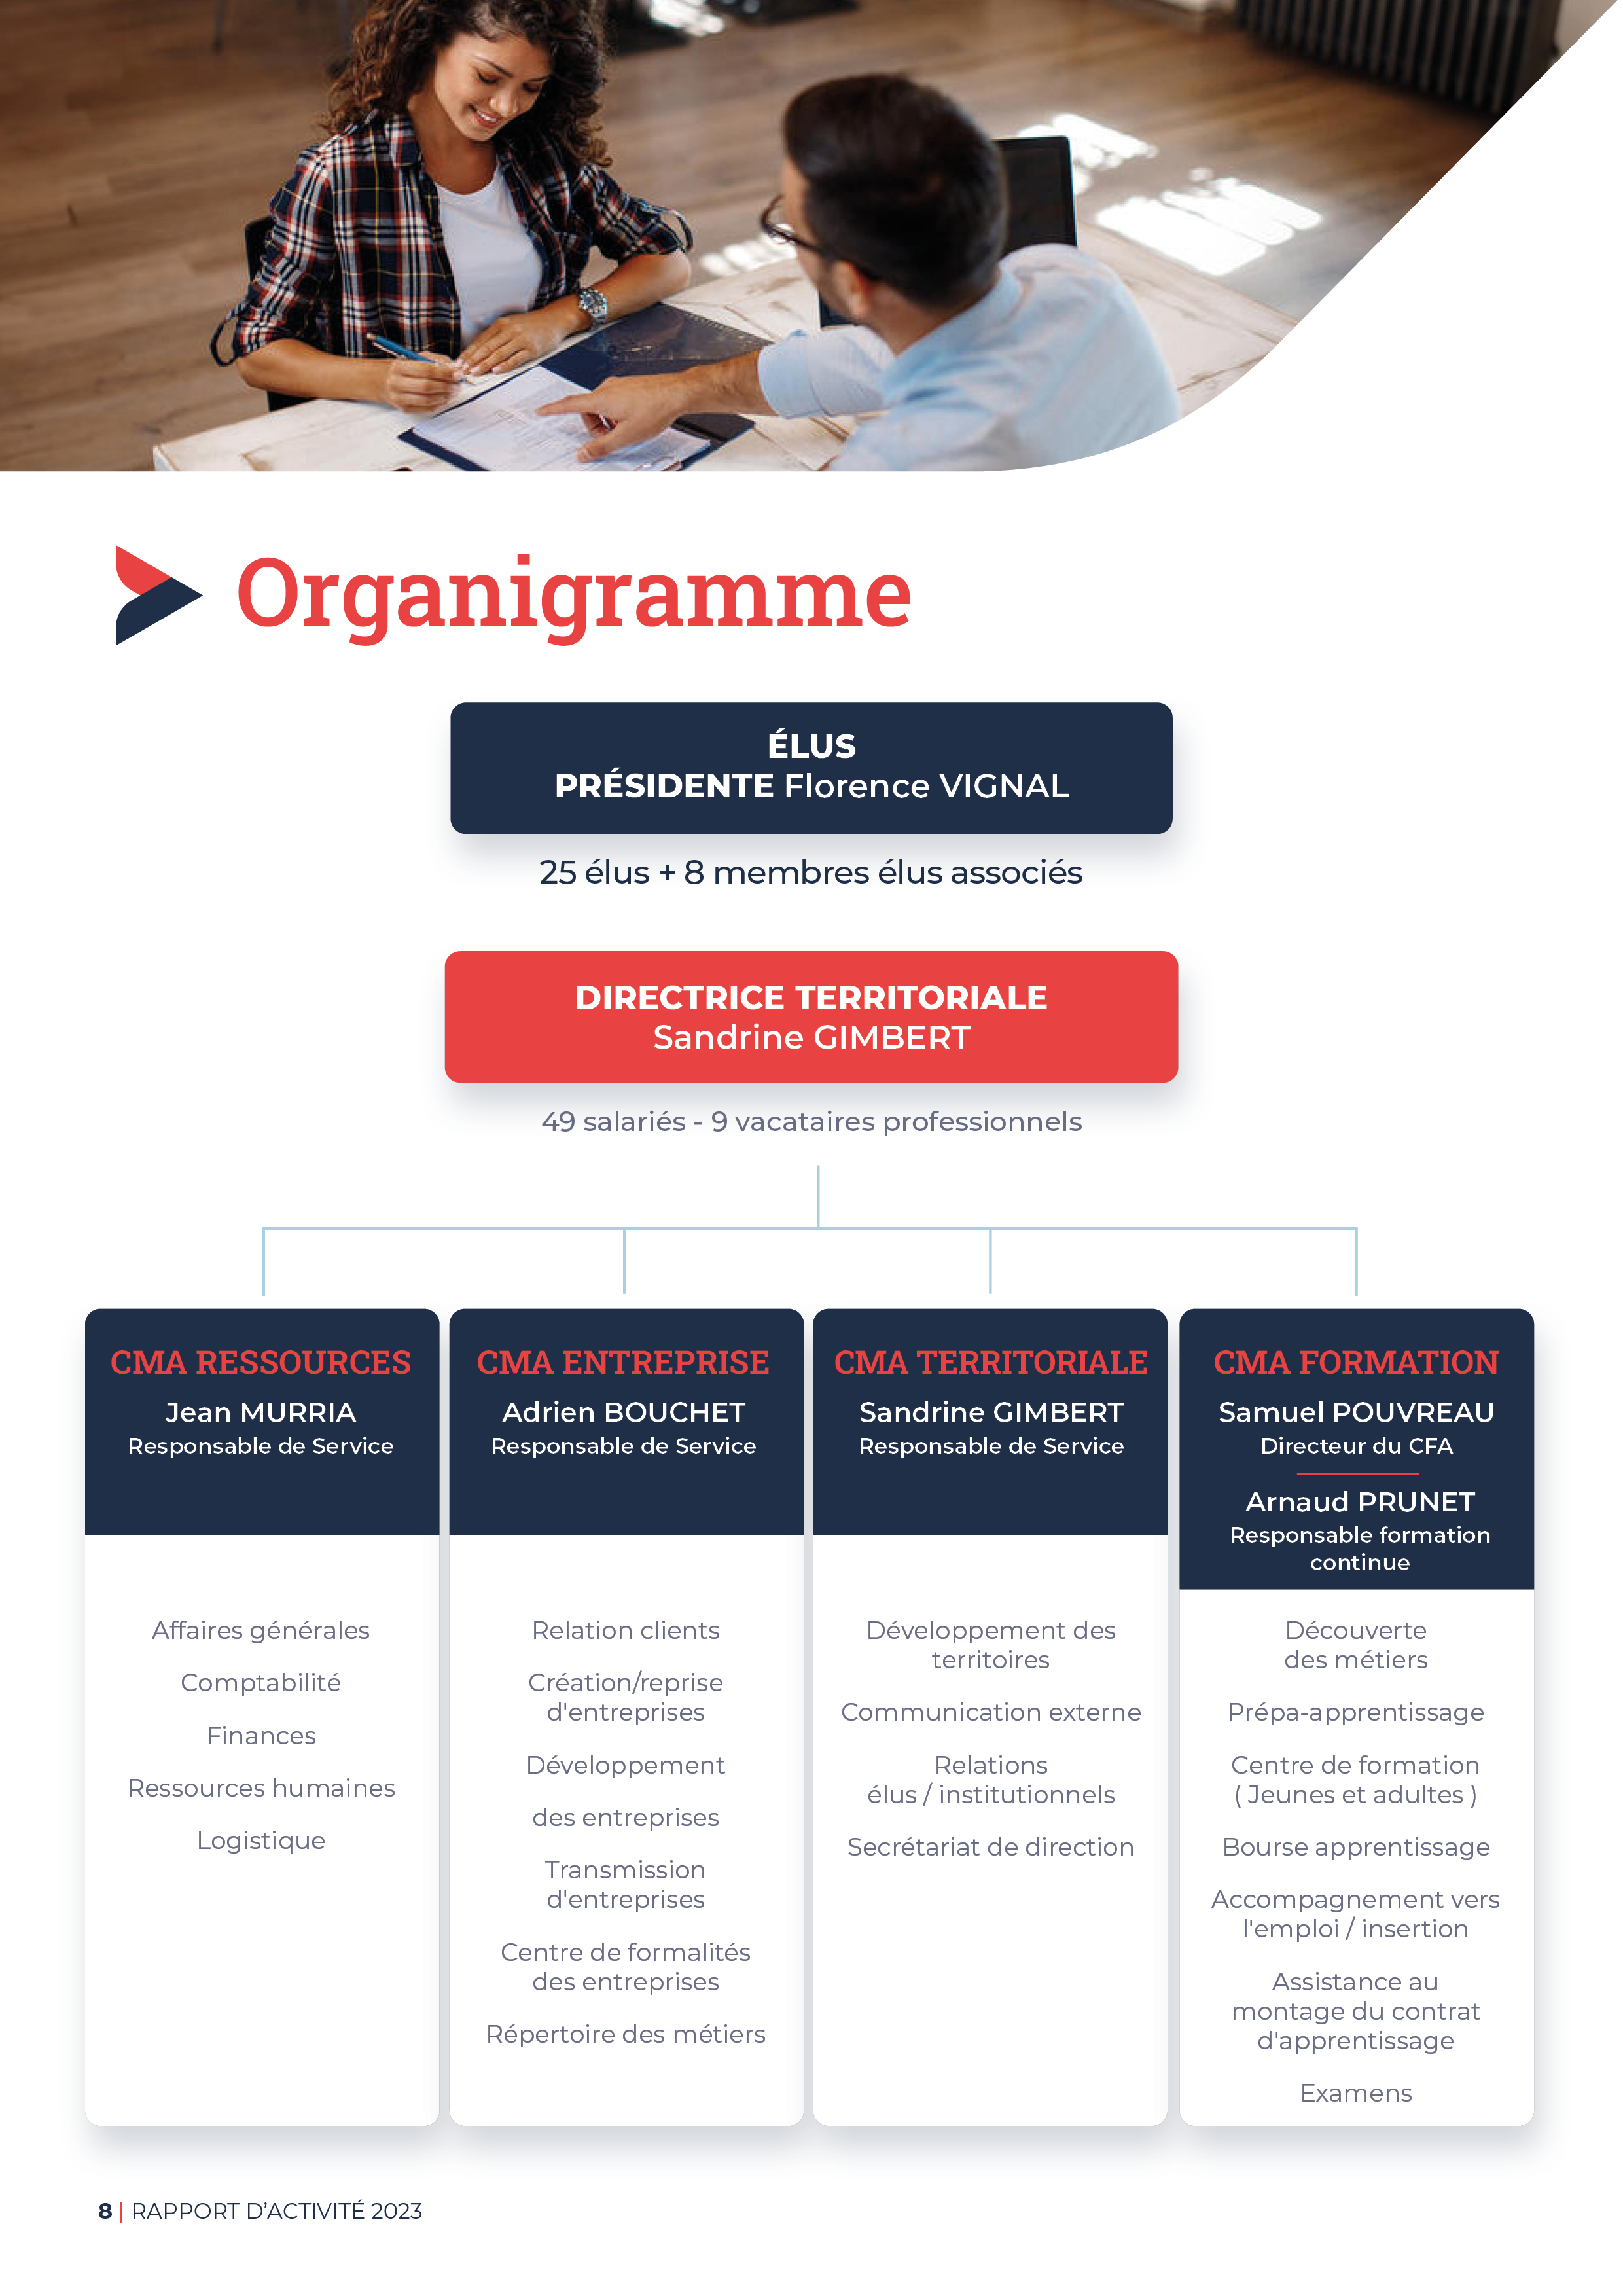 Organigramme
ÉLUS
PRÉSIDENTE Florence VIGNAL
25 élus + 8 membres élus associés
DIRECTRICE TERRITORIALE
Sandrine GIMBERT
49 salariés - 9 vacataires professionnels
CMA RESSOURCES
Jean MURRIA
Responsable de Service
Affaires générales
Comptabilité
Finances
Ressources humaines
Logistique
CMA ENTREPRISE
Adrien BOUCHET
Responsable de Service
Relation clients
Création/reprise
d'entreprises
Développement
des entreprises
Transmission
d'entreprises
Centre de formalités
des entreprises
Répertoire des métiers
CMA TERRITORIALE
Sandrine GIMBERT
Responsable de Service
Développement des
territoires
Communication externe
Relations
élus / institutionnels
Secrétariat de direction
CMA FORMATION
Samuel POUVREAU
Directeur du CFA
Arnaud PRUNET
Responsable formation
continue
Découverte
des métiers
Prépa-apprentissage
Centre de formation
( Jeunes et adultes )
Bourse apprentissage
Accompagnement vers
l'emploi / insertion
Assistance au
montage du contrat
d'apprentissage
Examens
8 | RAPPORT D'ACTIVITÉ 2023